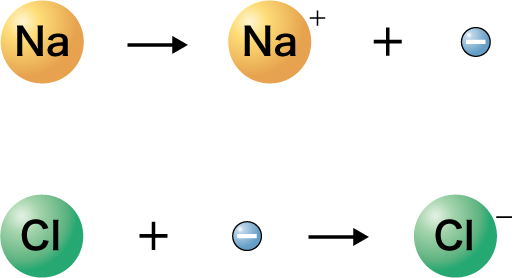 Na → Na⁺ + −
Cl + − → Cl⁻